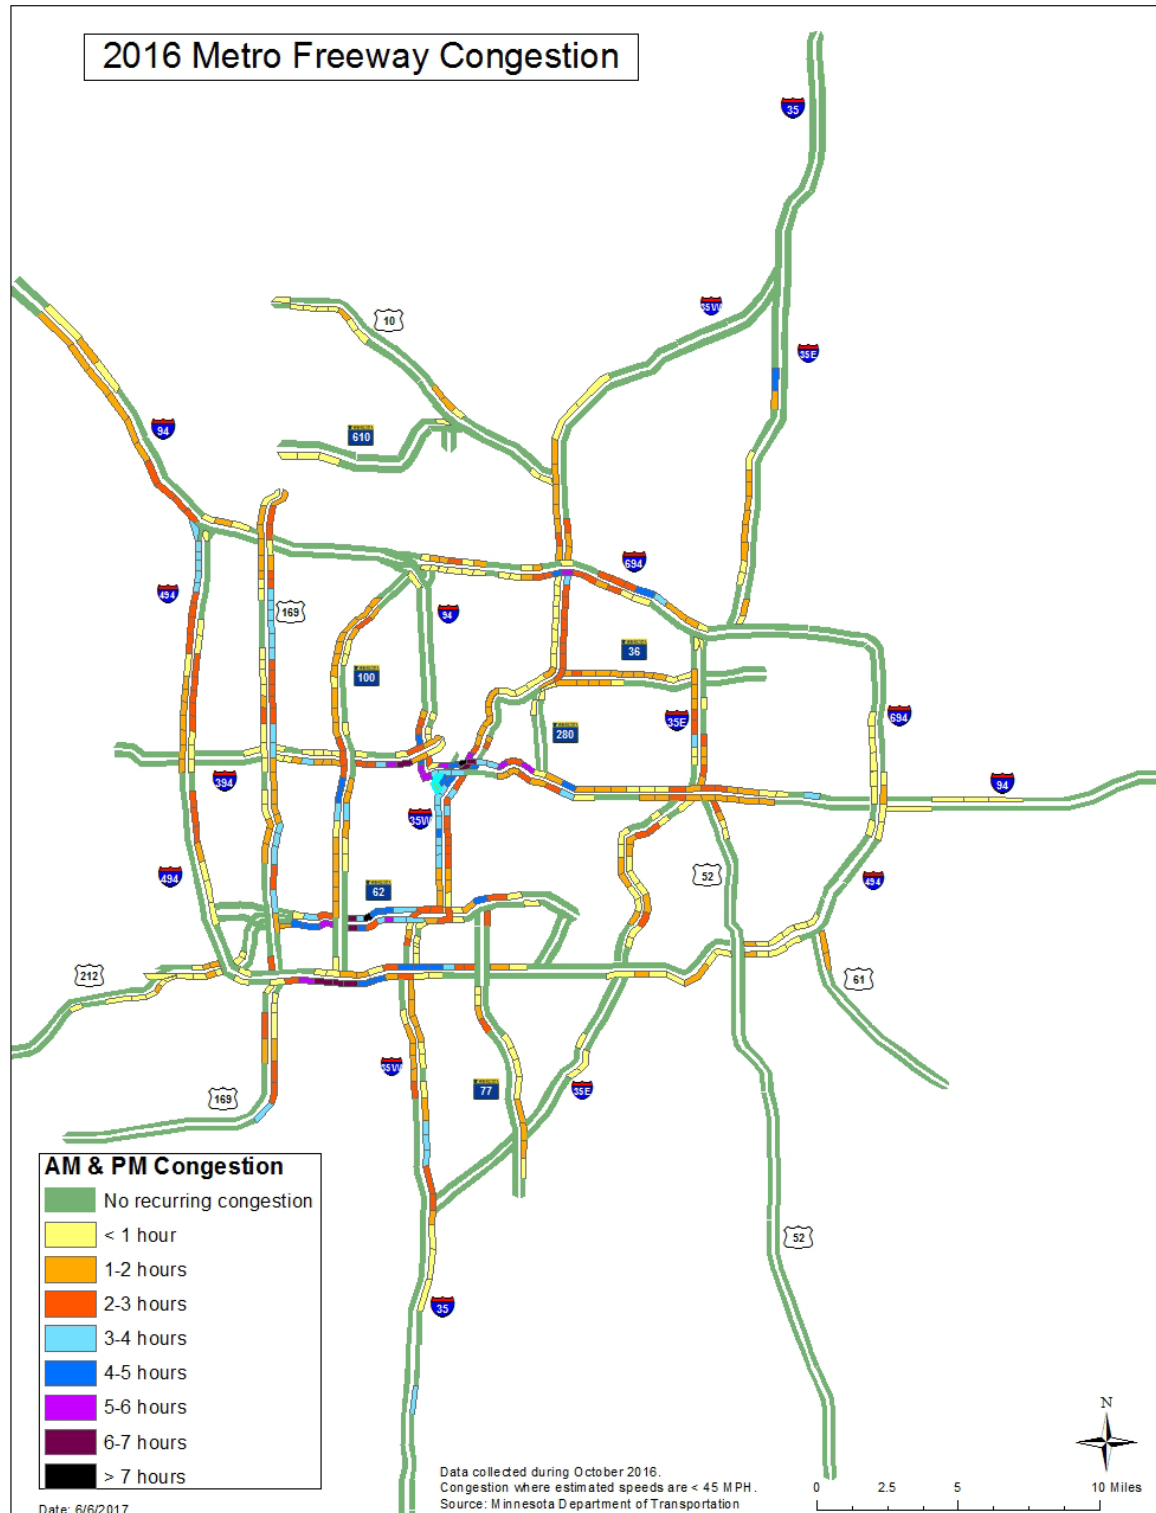 2016 Metro Freeway Congestion
35
35W
10
35E
94
610
694
494
169
94
36
100
35E
694
280
394
94
35W
494
62
52
494
212
61
35W
77
35E
169
52
35
AM & PM Congestion
No recurring congestion
< 1 hour
1-2 hours
2-3 hours
3-4 hours
4-5 hours
5-6 hours
6-7 hours
> 7 hours
Date: 6/6/2017
Data collected during October 2016.
Congestion where estimated speeds are < 45 MPH.
Source: Minnesota Department of Transportation
N
0 2.5 5 10 Miles